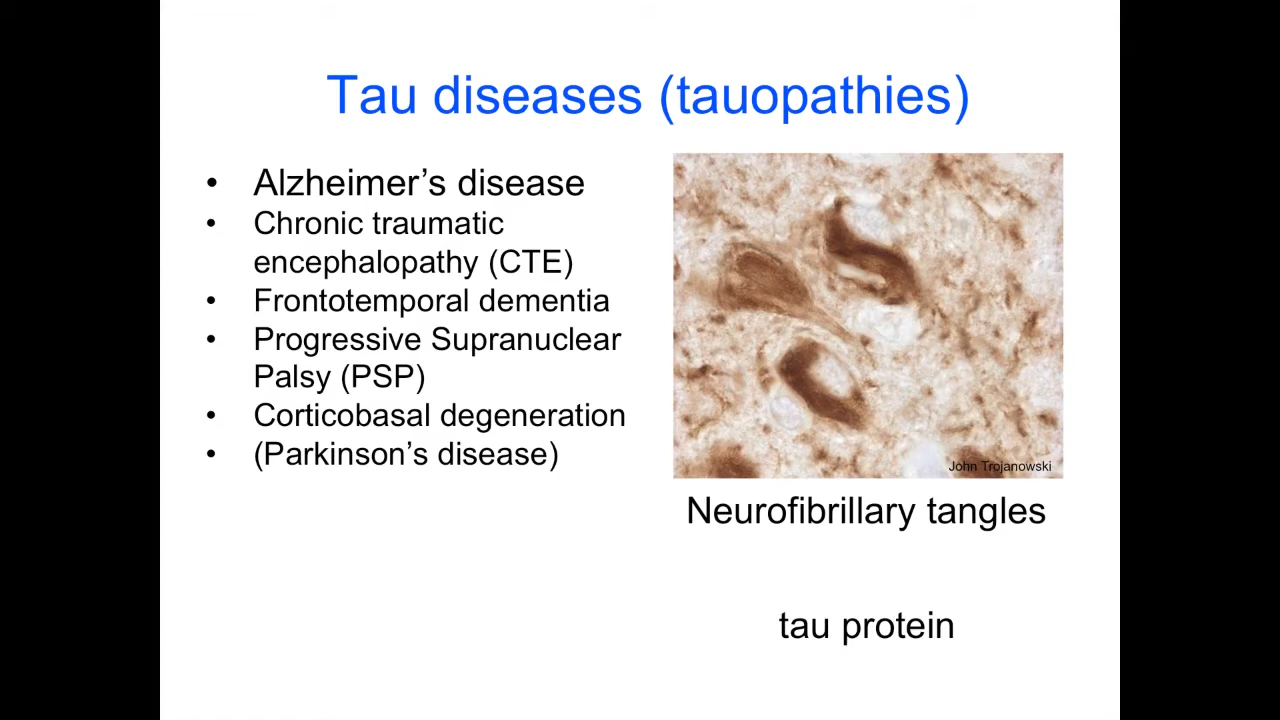 Tau diseases (tauopathies)
• Alzheimer’s disease
• Chronic traumatic
encephalopathy (CTE)
• Frontotemporal dementia
• Progressive Supranuclear
Palsy (PSP)
• Corticobasal degeneration
• (Parkinson’s disease)
John Trojanowski
Neurofibrillary tangles
tau protein